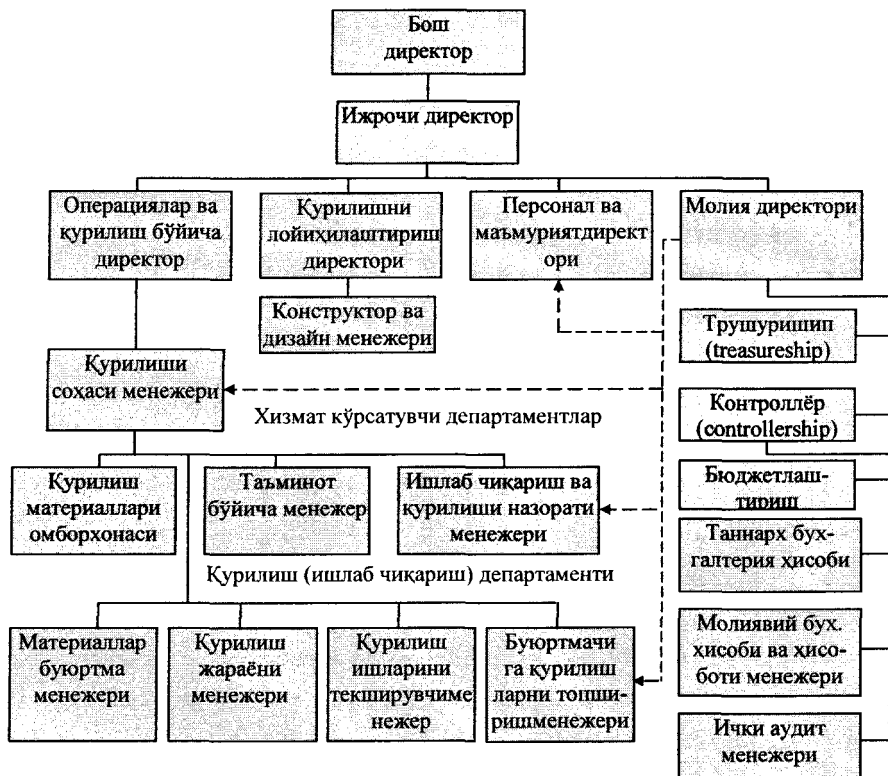 Бош
директор
Ижрочи директор
Операциялар ва
қурилиш бўйича
директор
Қурилишни
лойиҳилаштириш
директори
Персонал ва
маъмуриятдирект
ори
Молия директори
Конструктор ва
дизайн менежери
Трушуришип
(treasureship)
Қурилиши
соҳаси менежери
Хизмат кўрсатувчи департаментлар
Контроллёр
(controllership)
Қурилиш
материаллари
омборхонаси
Таъминот
бўйича менежер
Ишлаб чиқариш ва
қурилиши назорати
менежери
Бюджетлаш-
тириш
Таннарх бух-
галтерия ҳисоби
Қурилиш (ишлаб чиқариш) департаменти
Материаллар
буюртма
менежери
Қурилиш
жараёни
менежери
Қурилиш
ишларини
текширувчиме
нежер
Буюртмачи
га қурилиш
ларни топши-
ришменежери
Молиявий бух.
ҳисоби ва ҳисо-
боти менежери
Ички аудит
менежери